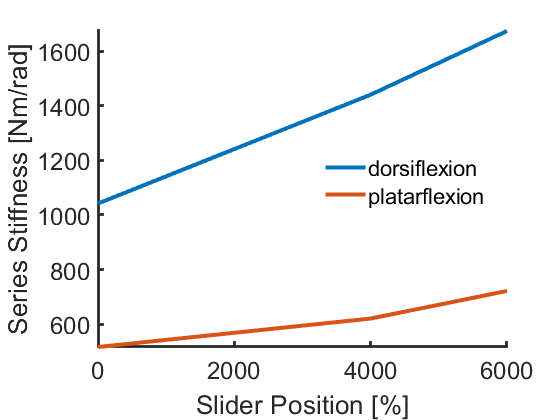 Series Stiffness [Nm/rad]
1600
1400
1200
1000
800
600
dorsiflexion
platarflexion
0 2000 4000 6000
Slider Position [%]